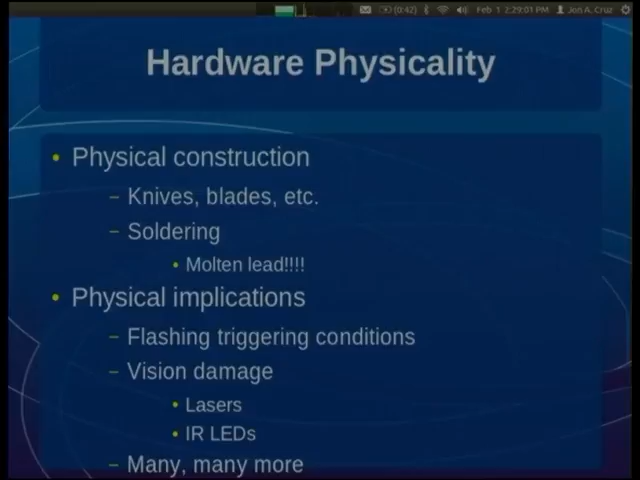 (0:42) Feb 1 2:29:01 PM Jon A. Cruz
Hardware Physicality
• Physical construction
– Knives, blades, etc.
– Soldering
• Molten lead!!!!
• Physical implications
– Flashing triggering conditions
– Vision damage
• Lasers
• IR LEDs
– Many, many more